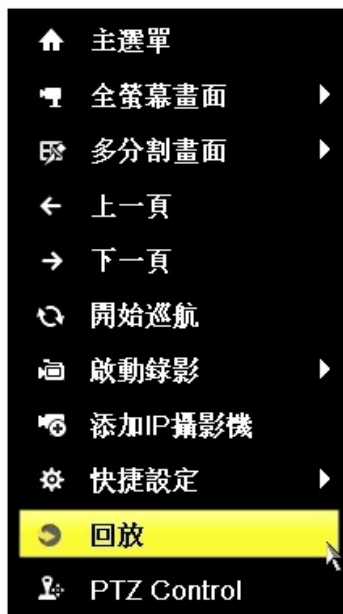 主選單
全螢幕畫面
多分割畫面
上一頁
下一頁
開始巡航
啟動錄影
添加IP攝影機
快捷設定
回放
PTZ Control